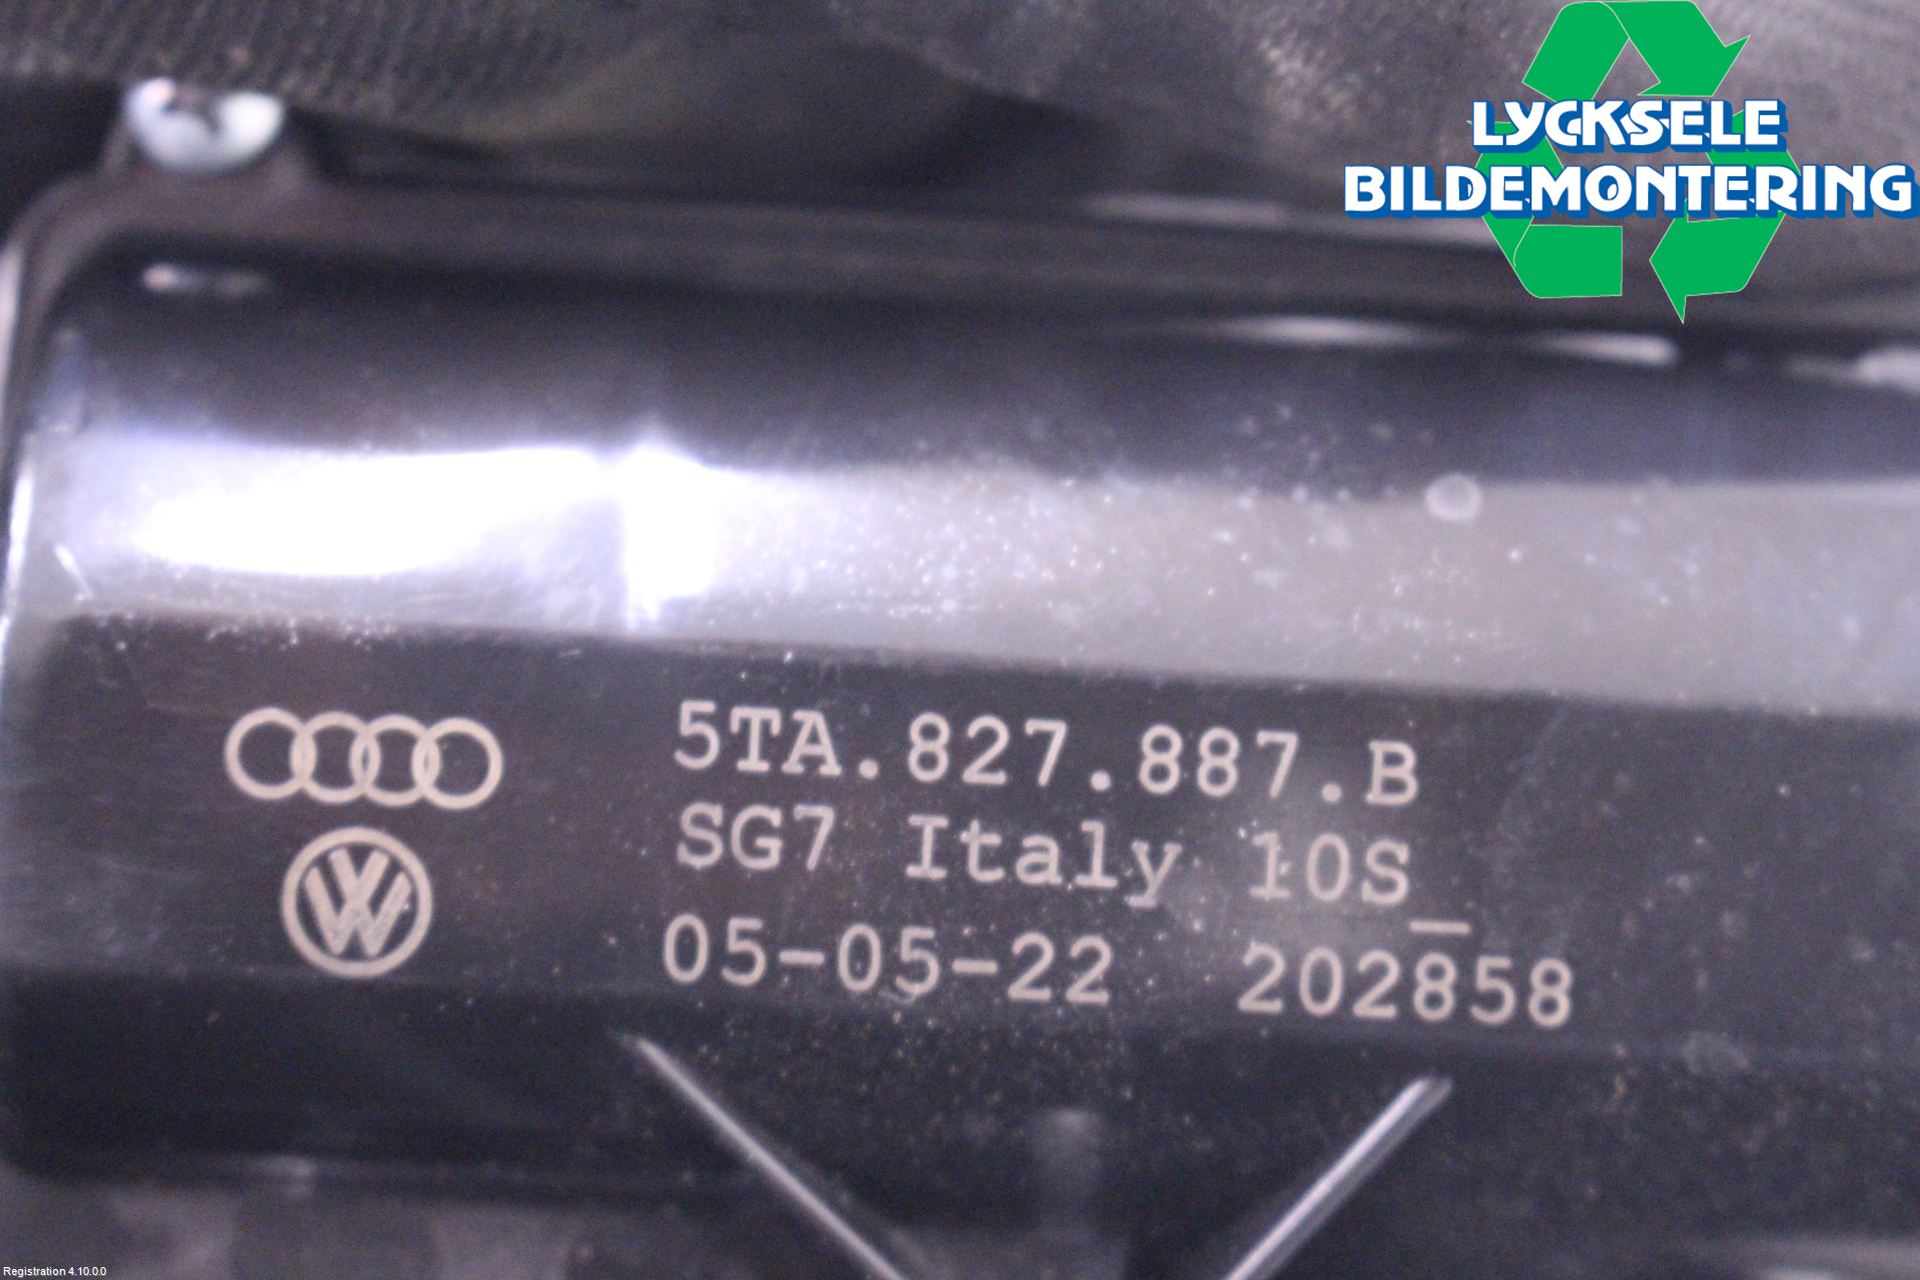 LYCKSELE
BILDEMONTERING
5TA.827.887.B
SG7 Italy 10S_
05-05-22 202858
Registration 4.10.0.0